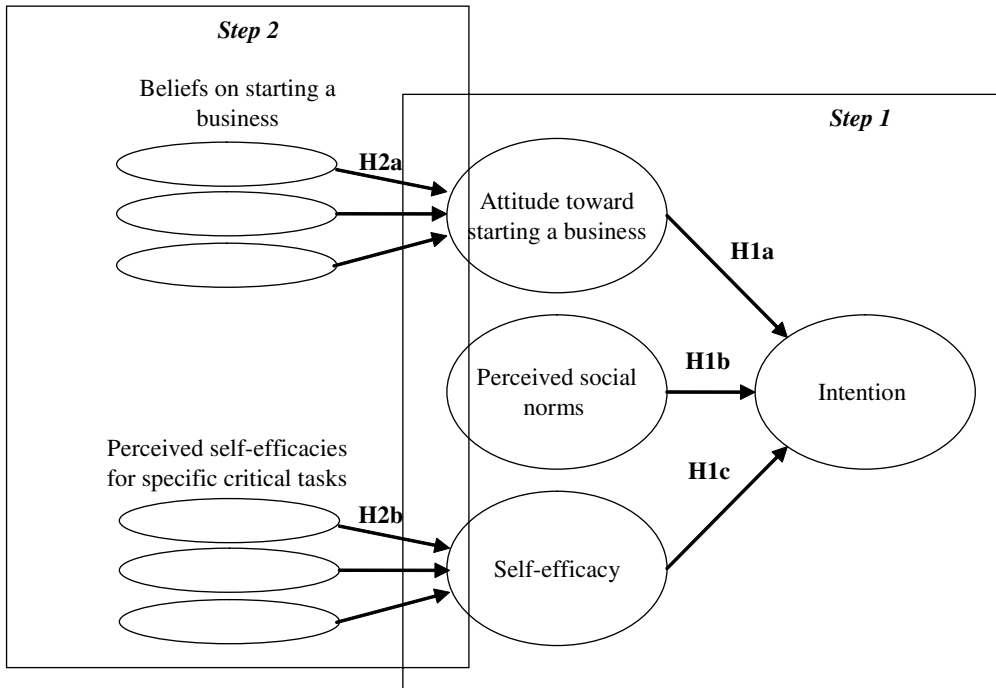 Step 2
Beliefs on starting a
business
Step 1
H2a
Attitude toward
starting a business
H1a
Perceived social
norms
H1b
Intention
Perceived self-efficacies
for specific critical tasks
H1c
H2b
Self-efficacy